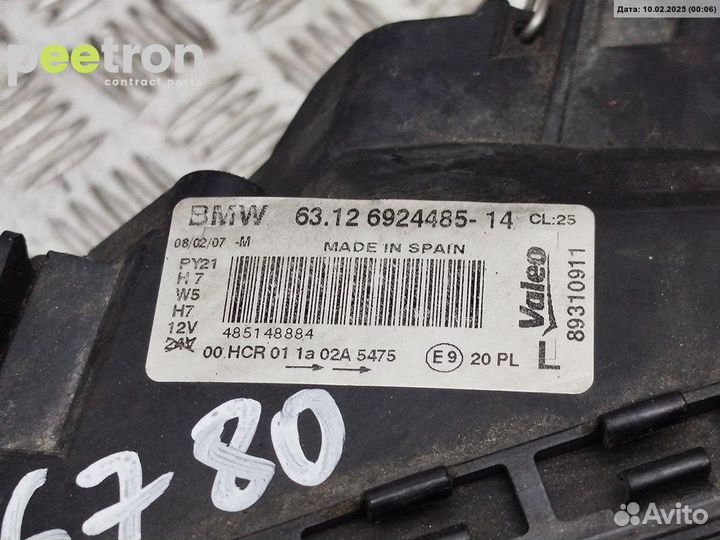 Дата: 10.02.2025 (00:06)
peetron
contract parts
BMW 63.12 6924485-14 CL:25
08/02/07 -M MADE IN SPAIN
PY21
H7
W5
H7
12V
24V
485148884
00 HCR 01 1a 02A 5475 E9 20 PL
Valeo
89310911
L
6780
Avito